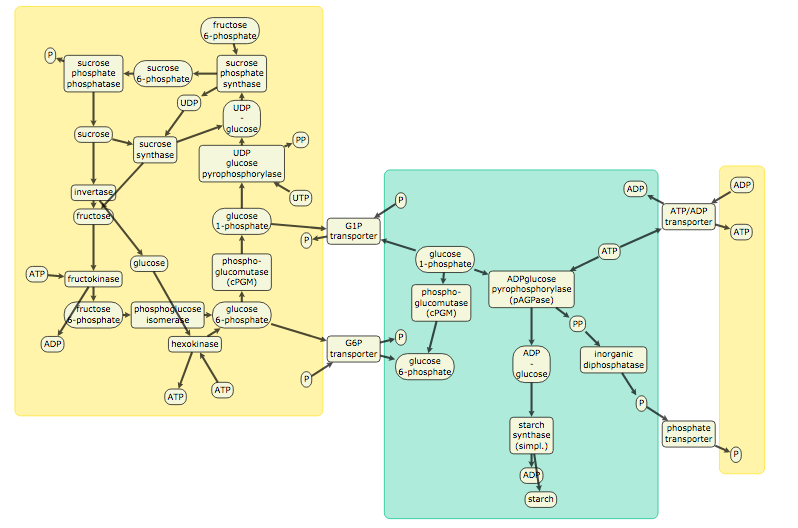 fructose
6-phosphate
P
sucrose
phosphate
phosphatase
sucrose
6-phosphate
sucrose
phosphate
synthase
UDP
UDP
-
glucose
sucrose
sucrose
synthase
PP
UDP
glucose
pyrophosphorylase
invertase
UTP
fructose
glucose
1-phosphate
P
G1P
transporter
P
glucose
ATP
fructokinase
phospho-
glucomutase
(cPGM)
fructose
6-phosphate
phosphoglucose
isomerase
glucose
6-phosphate
ADP
hexokinase
G6P
transporter
P
P
ATP
ATP
glucose
1-phosphate
phospho-
glucomutase
(cPGM)
glucose
6-phosphate
ADPglucose
pyrophosphorylase
(pAGPase)
ATP
ADP
ATP/ADP
transporter
ADP
ATP
PP
ADP
-
glucose
inorganic
diphosphatase
P
phosphate
transporter
P
starch
synthase
(simpl.)
ADP
starch